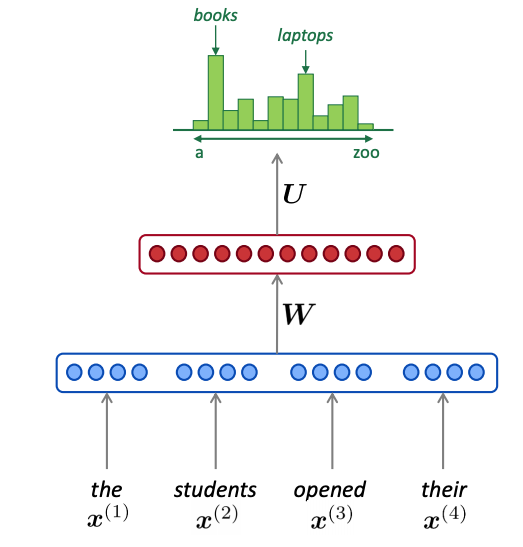 books
laptops
a zoo
U
W
the students opened their
x^{(1)} x^{(2)} x^{(3)} x^{(4)}